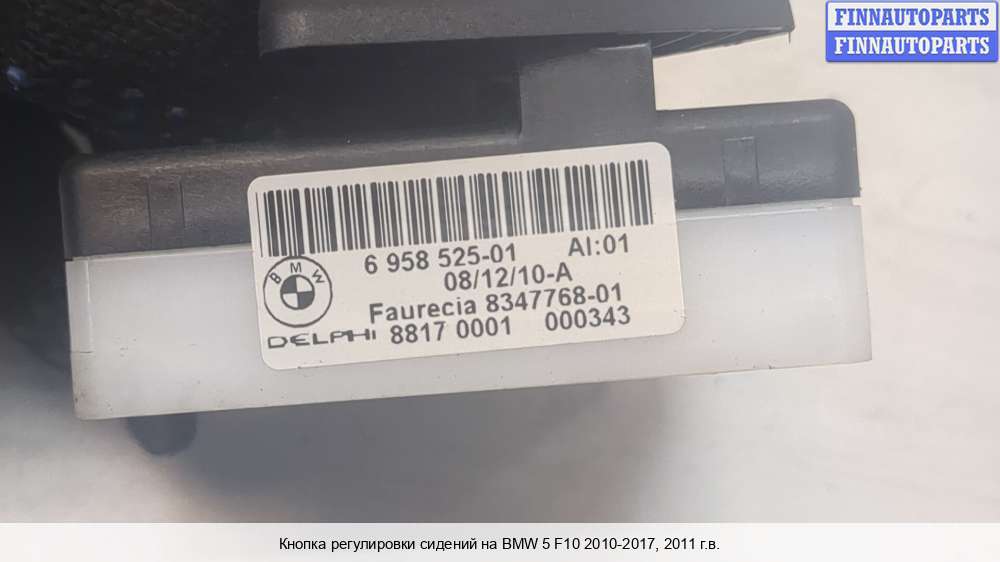 FINNAUTOPARTS
FINNAUTOPARTS
6 958 525-01 AI:01
08/12/10-A
BMW
Faurecia 8347768-01
DELPHI 8817 0001 000343
Кнопка регулировки сидений на BMW 5 F10 2010-2017, 2011 г.в.